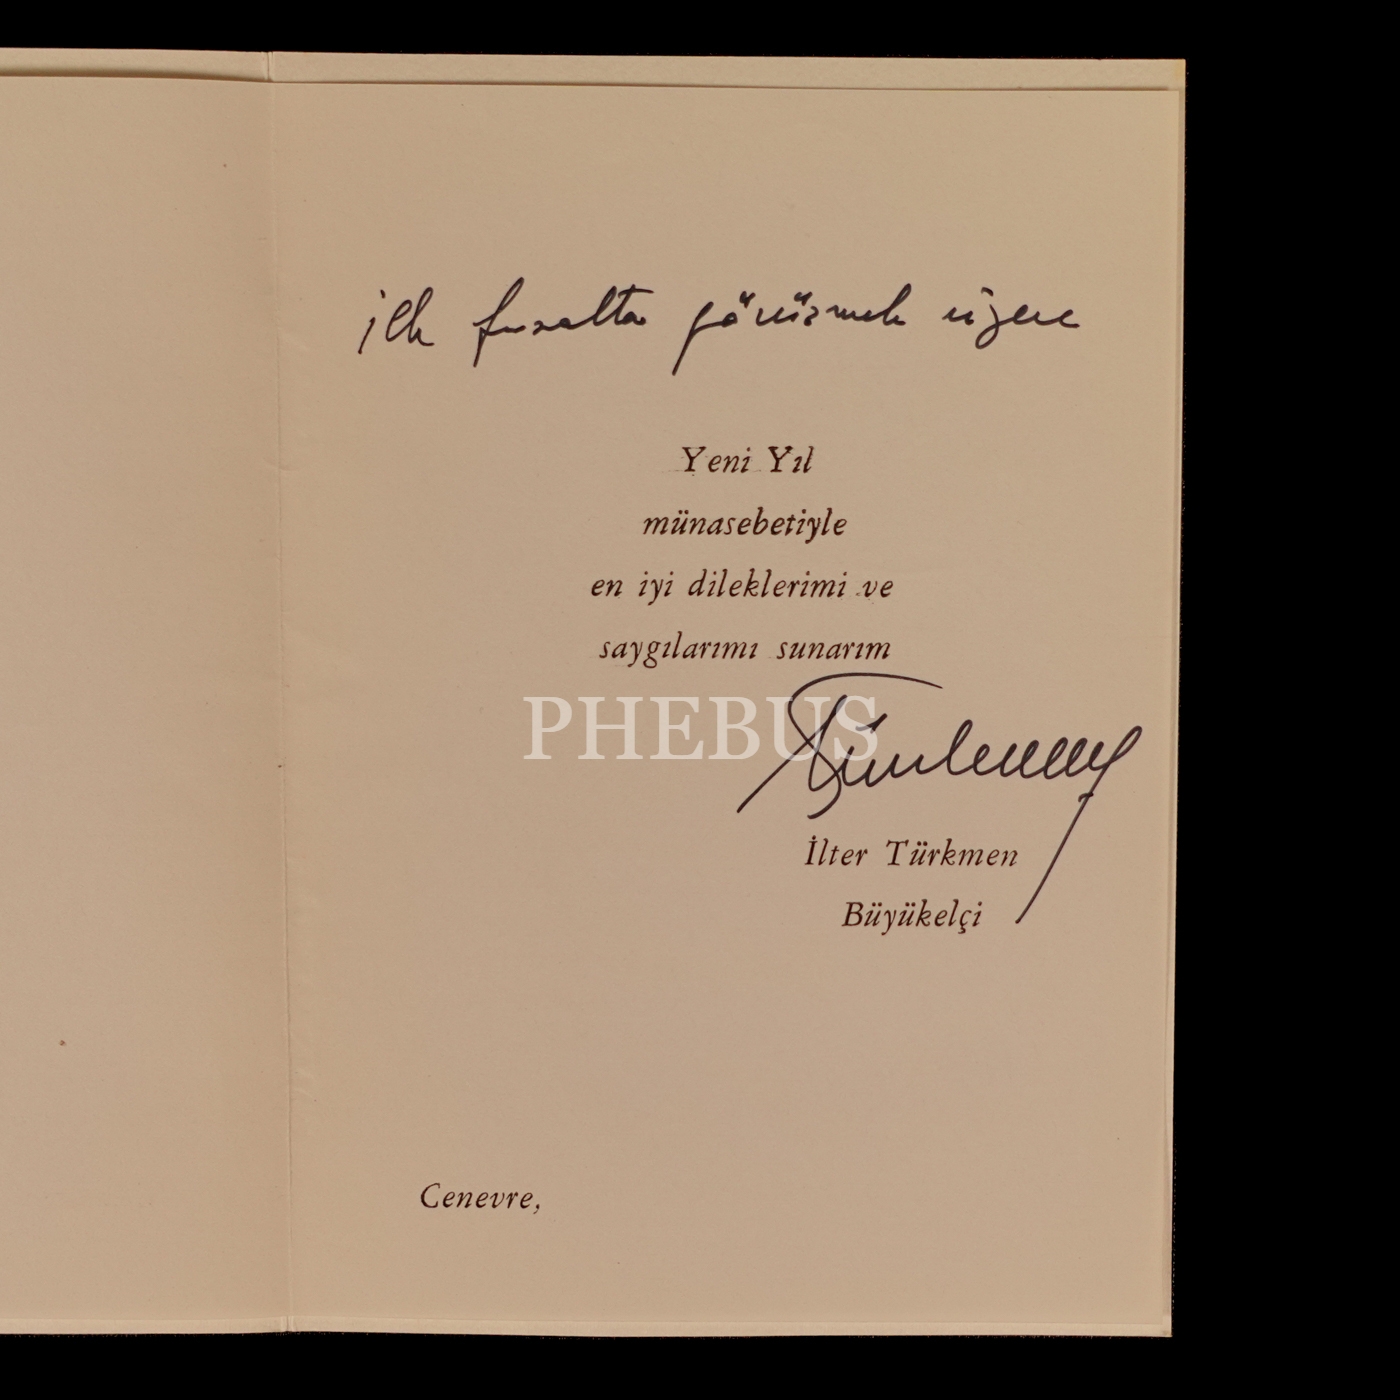 ilk fırsatta görüşmek üzere
Yeni Yıl
münasebetiyle
en iyi dileklerimi ve
saygılarımı sunarım
PHEBUS
İlter Türkmen
Büyükelçi
Cenevre,